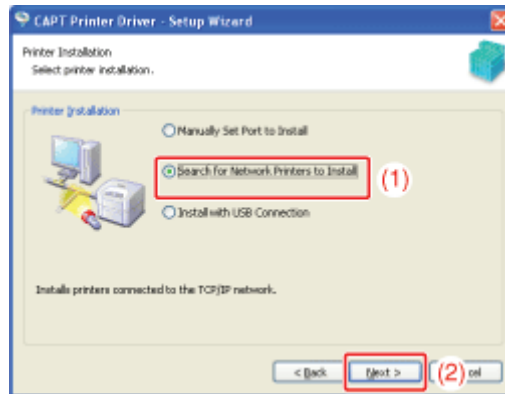 CAPT Printer Driver - Setup Wizard
Printer Installation
Select printer installation.
Printer Installation
Manually Set Port to Install
Search for Network Printers to Install
(1)
Install with USB Connection
Installs printers connected to the TCP/IP network.
< Back Next > (2) cel